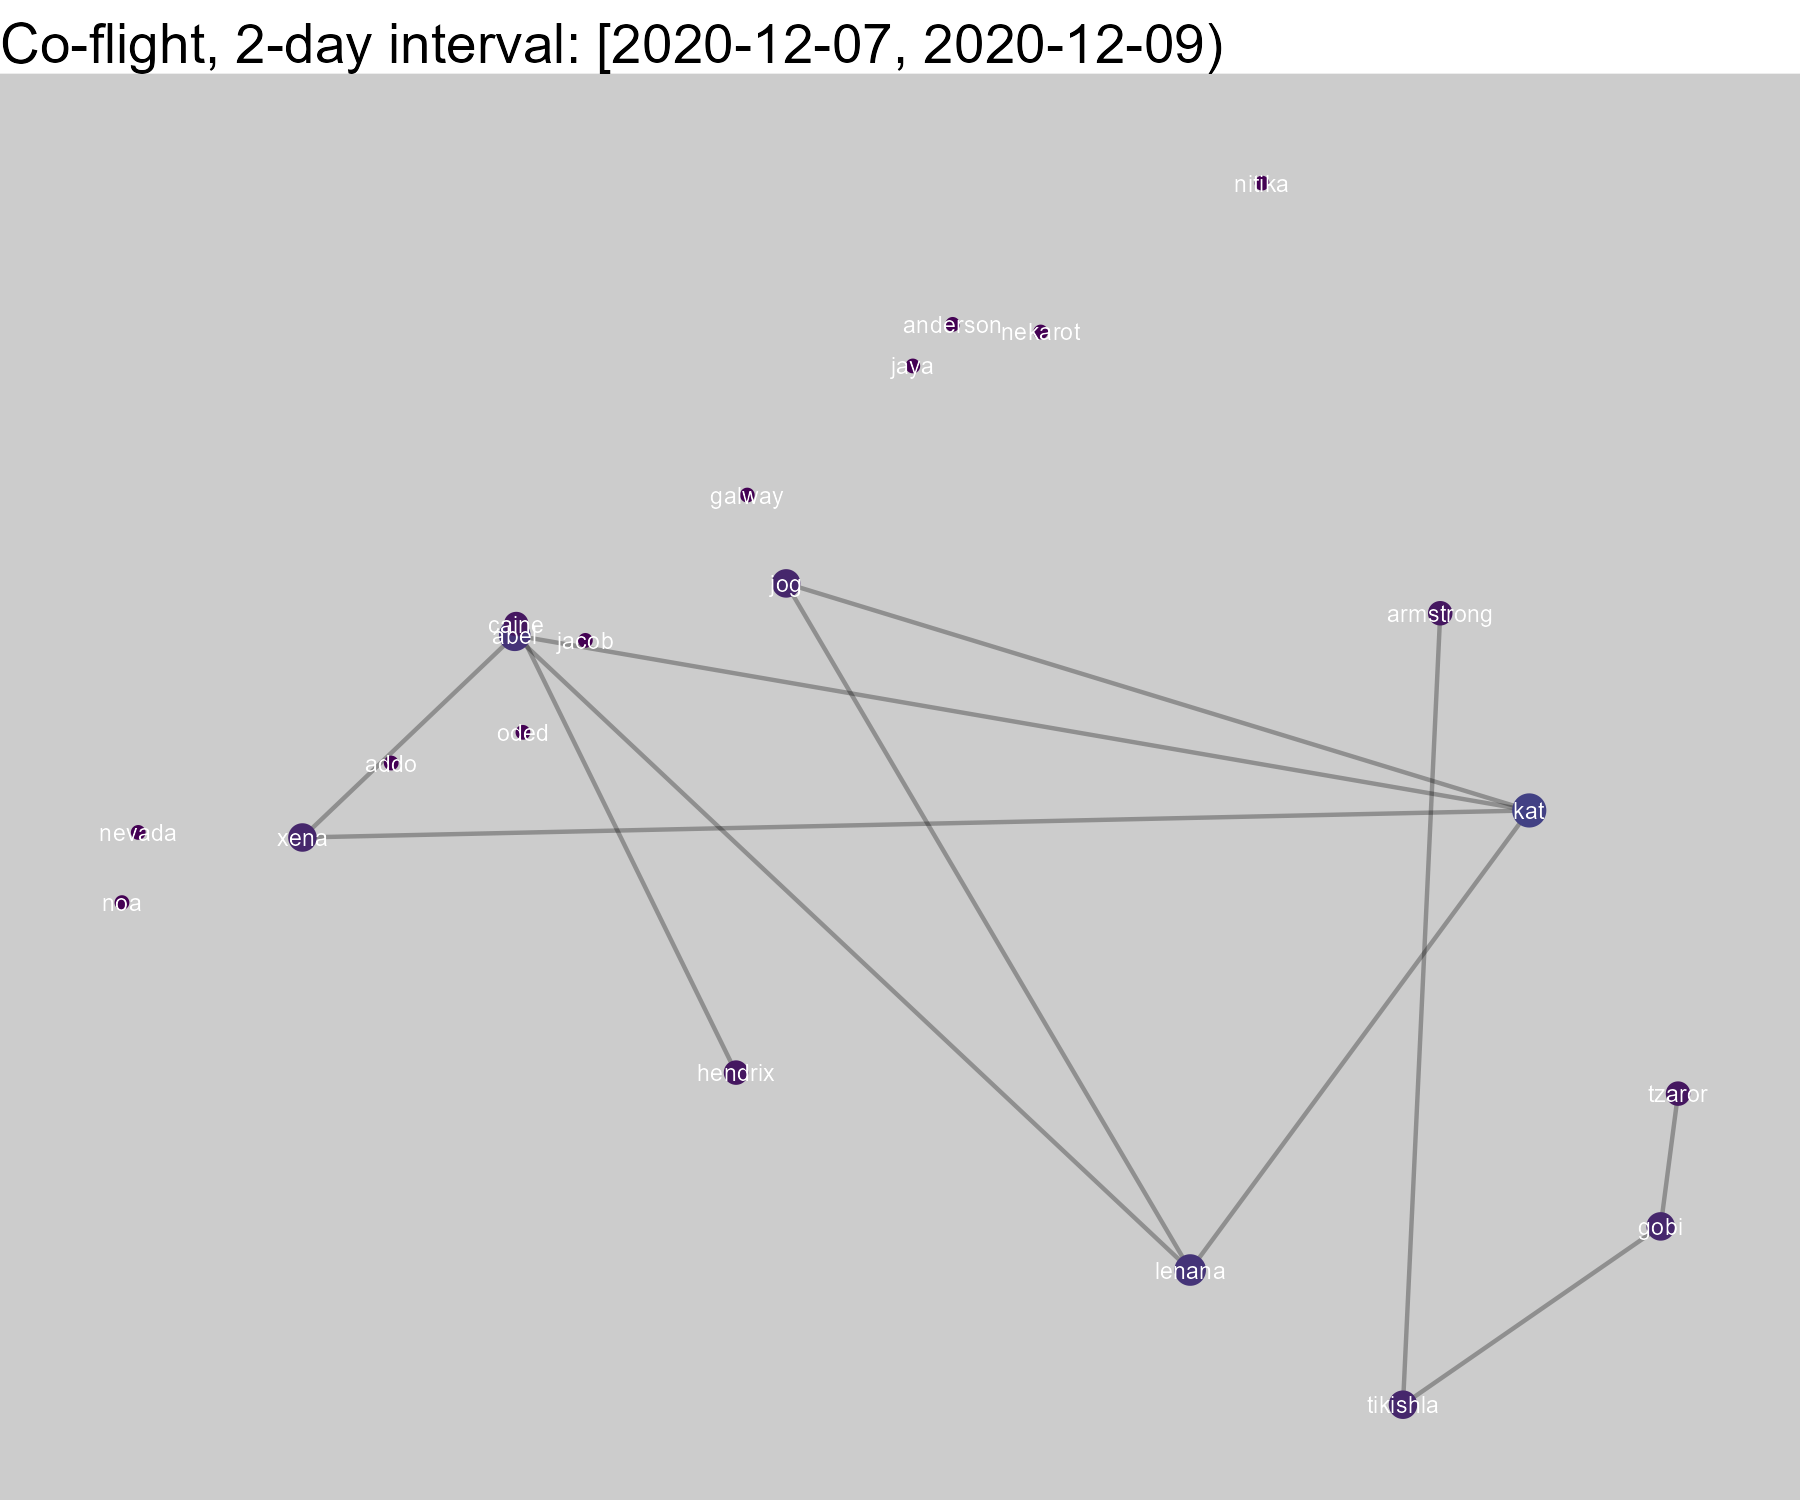 Co-flight, 2-day interval: [2020-12-07, 2020-12-09)
nitika
anderson
nekarot
jaya
galway
jog
armstrong
caine
abel
jacob
oded
addo
kat
nevada
xena
noa
hendrix
tzaror
gobi
lenana
tikishla